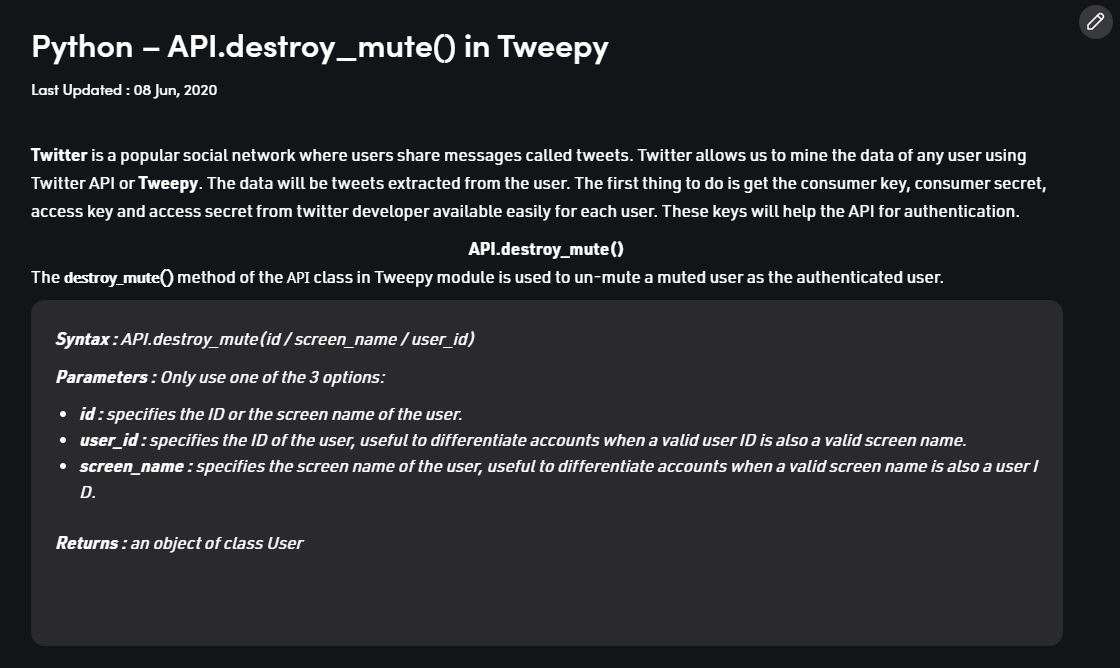 Python – API.destroy_mute() in Tweepy
Last Updated : 08 Jun, 2020
Twitter is a popular social network where users share messages called tweets. Twitter allows us to mine the data of any user using
Twitter API or Tweepy. The data will be tweets extracted from the user. The first thing to do is get the consumer key, consumer secret,
access key and access secret from twitter developer available easily for each user. These keys will help the API for authentication.
API.destroy_mute()
The destroy_mute() method of the API class in Tweepy module is used to un-mute a muted user as the authenticated user.
Syntax : API.destroy_mute(id / screen_name / user_id)
Parameters : Only use one of the 3 options:
• id : specifies the ID or the screen name of the user.
• user_id : specifies the ID of the user, useful to differentiate accounts when a valid user ID is also a valid screen name.
• screen_name : specifies the screen name of the user, useful to differentiate accounts when a valid screen name is also a user I
D.
Returns : an object of class User